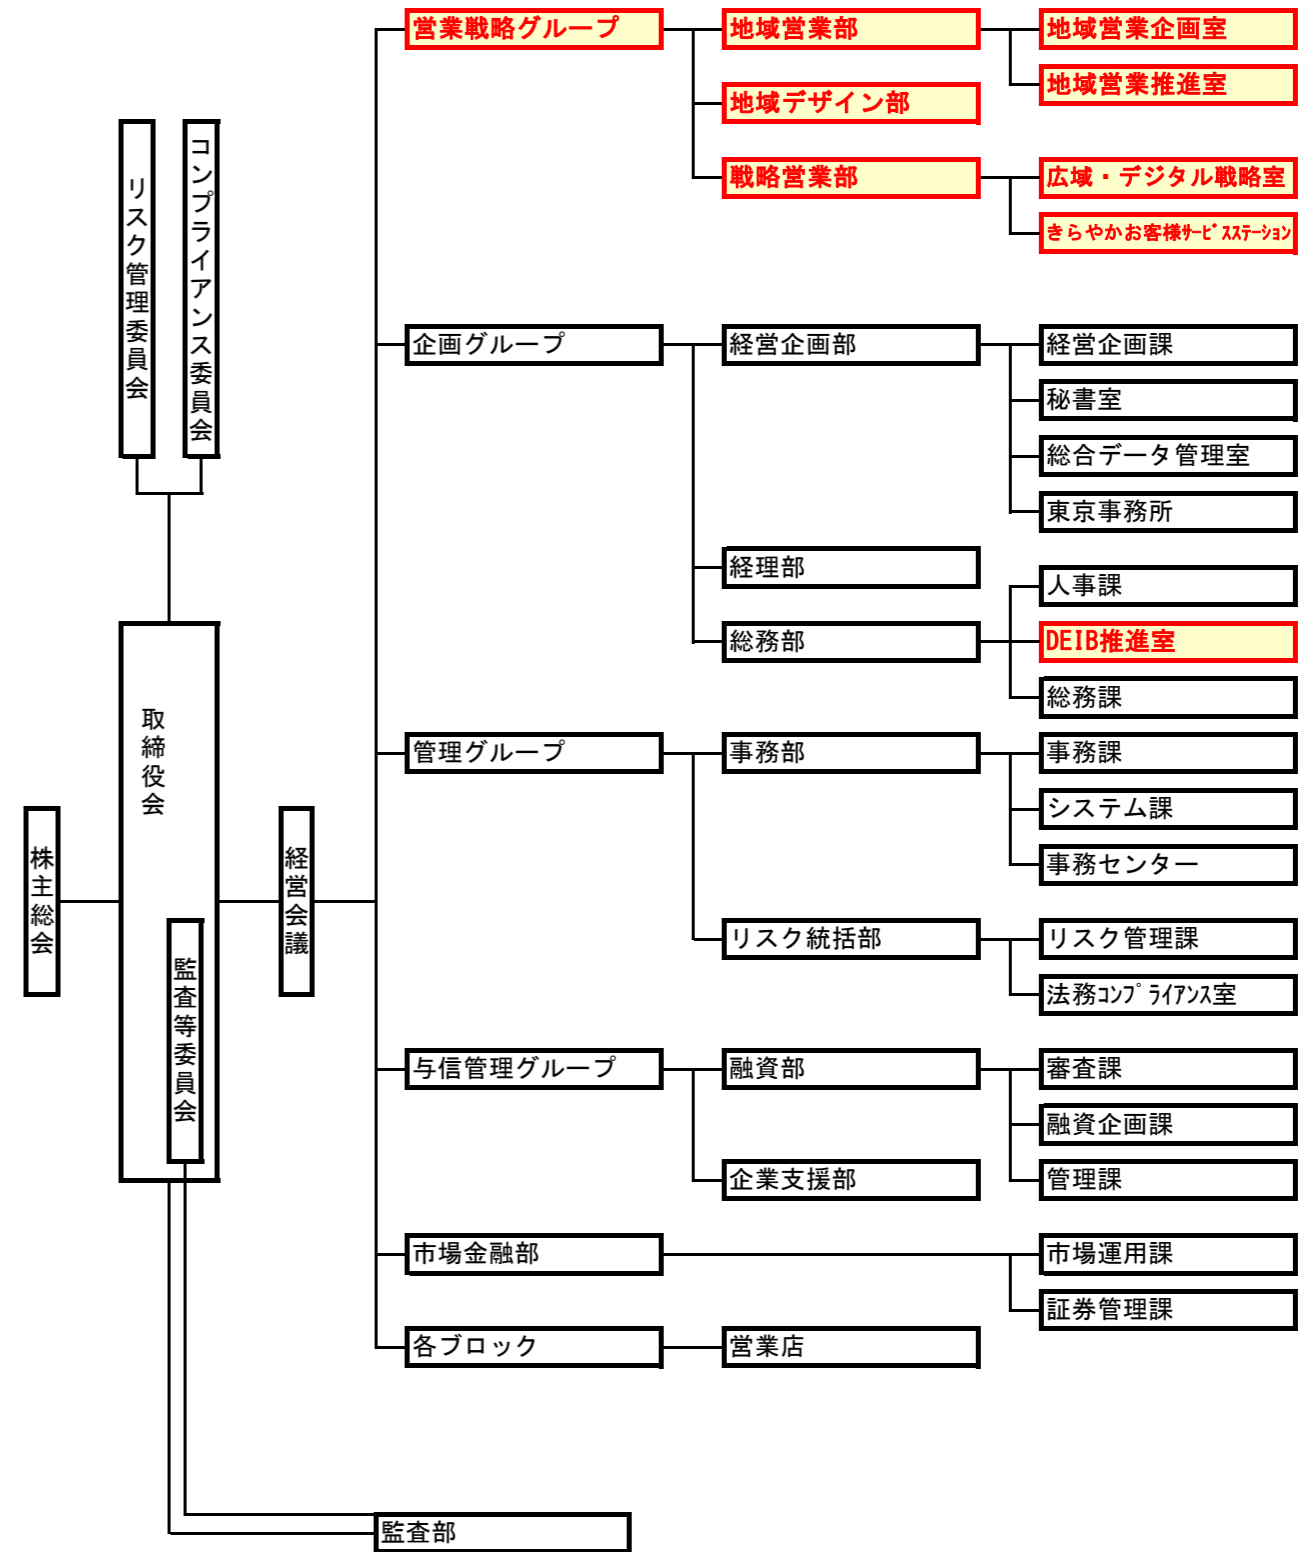 株主総会
取締役会
監査等委員会
リスク管理委員会
コンプライアンス委員会
経営会議
営業戦略グループ
地域営業部
地域営業企画室
地域営業推進室
地域デザイン部
戦略営業部
広域・デジタル戦略室
きらやかお客様ｻｰﾋﾞｽｽﾃｰｼｮﾝ
企画グループ
経営企画部
経営企画課
秘書室
総合データ管理室
東京事務所
経理部
総務部
人事課
DEIB推進室
総務課
管理グループ
事務部
事務課
システム課
事務センター
リスク統括部
リスク管理課
法務ｺﾝﾌﾟﾗｲｱﾝｽ室
与信管理グループ
融資部
審査課
融資企画課
管理課
企業支援部
市場金融部
市場運用課
証券管理課
各ブロック
営業店
監査部